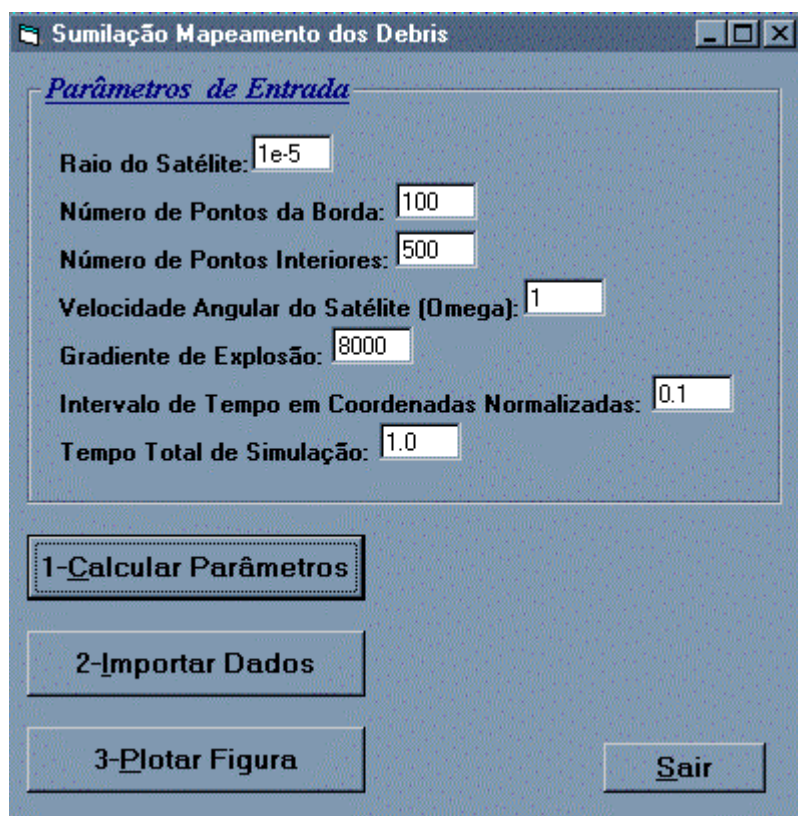 Sumilação Mapeamento dos Debris
Parâmetros de Entrada
Raio do Satélite: 1e-5
Número de Pontos da Borda: 100
Número de Pontos Interiores: 500
Velocidade Angular do Satélite (Omega): 1
Gradiente de Explosão: 8000
Intervalo de Tempo em Coordenadas Normalizadas: 0.1
Tempo Total de Simulação: 1.0
1-Calcular Parâmetros
2-Importar Dados
3-Plotar Figura
Sair